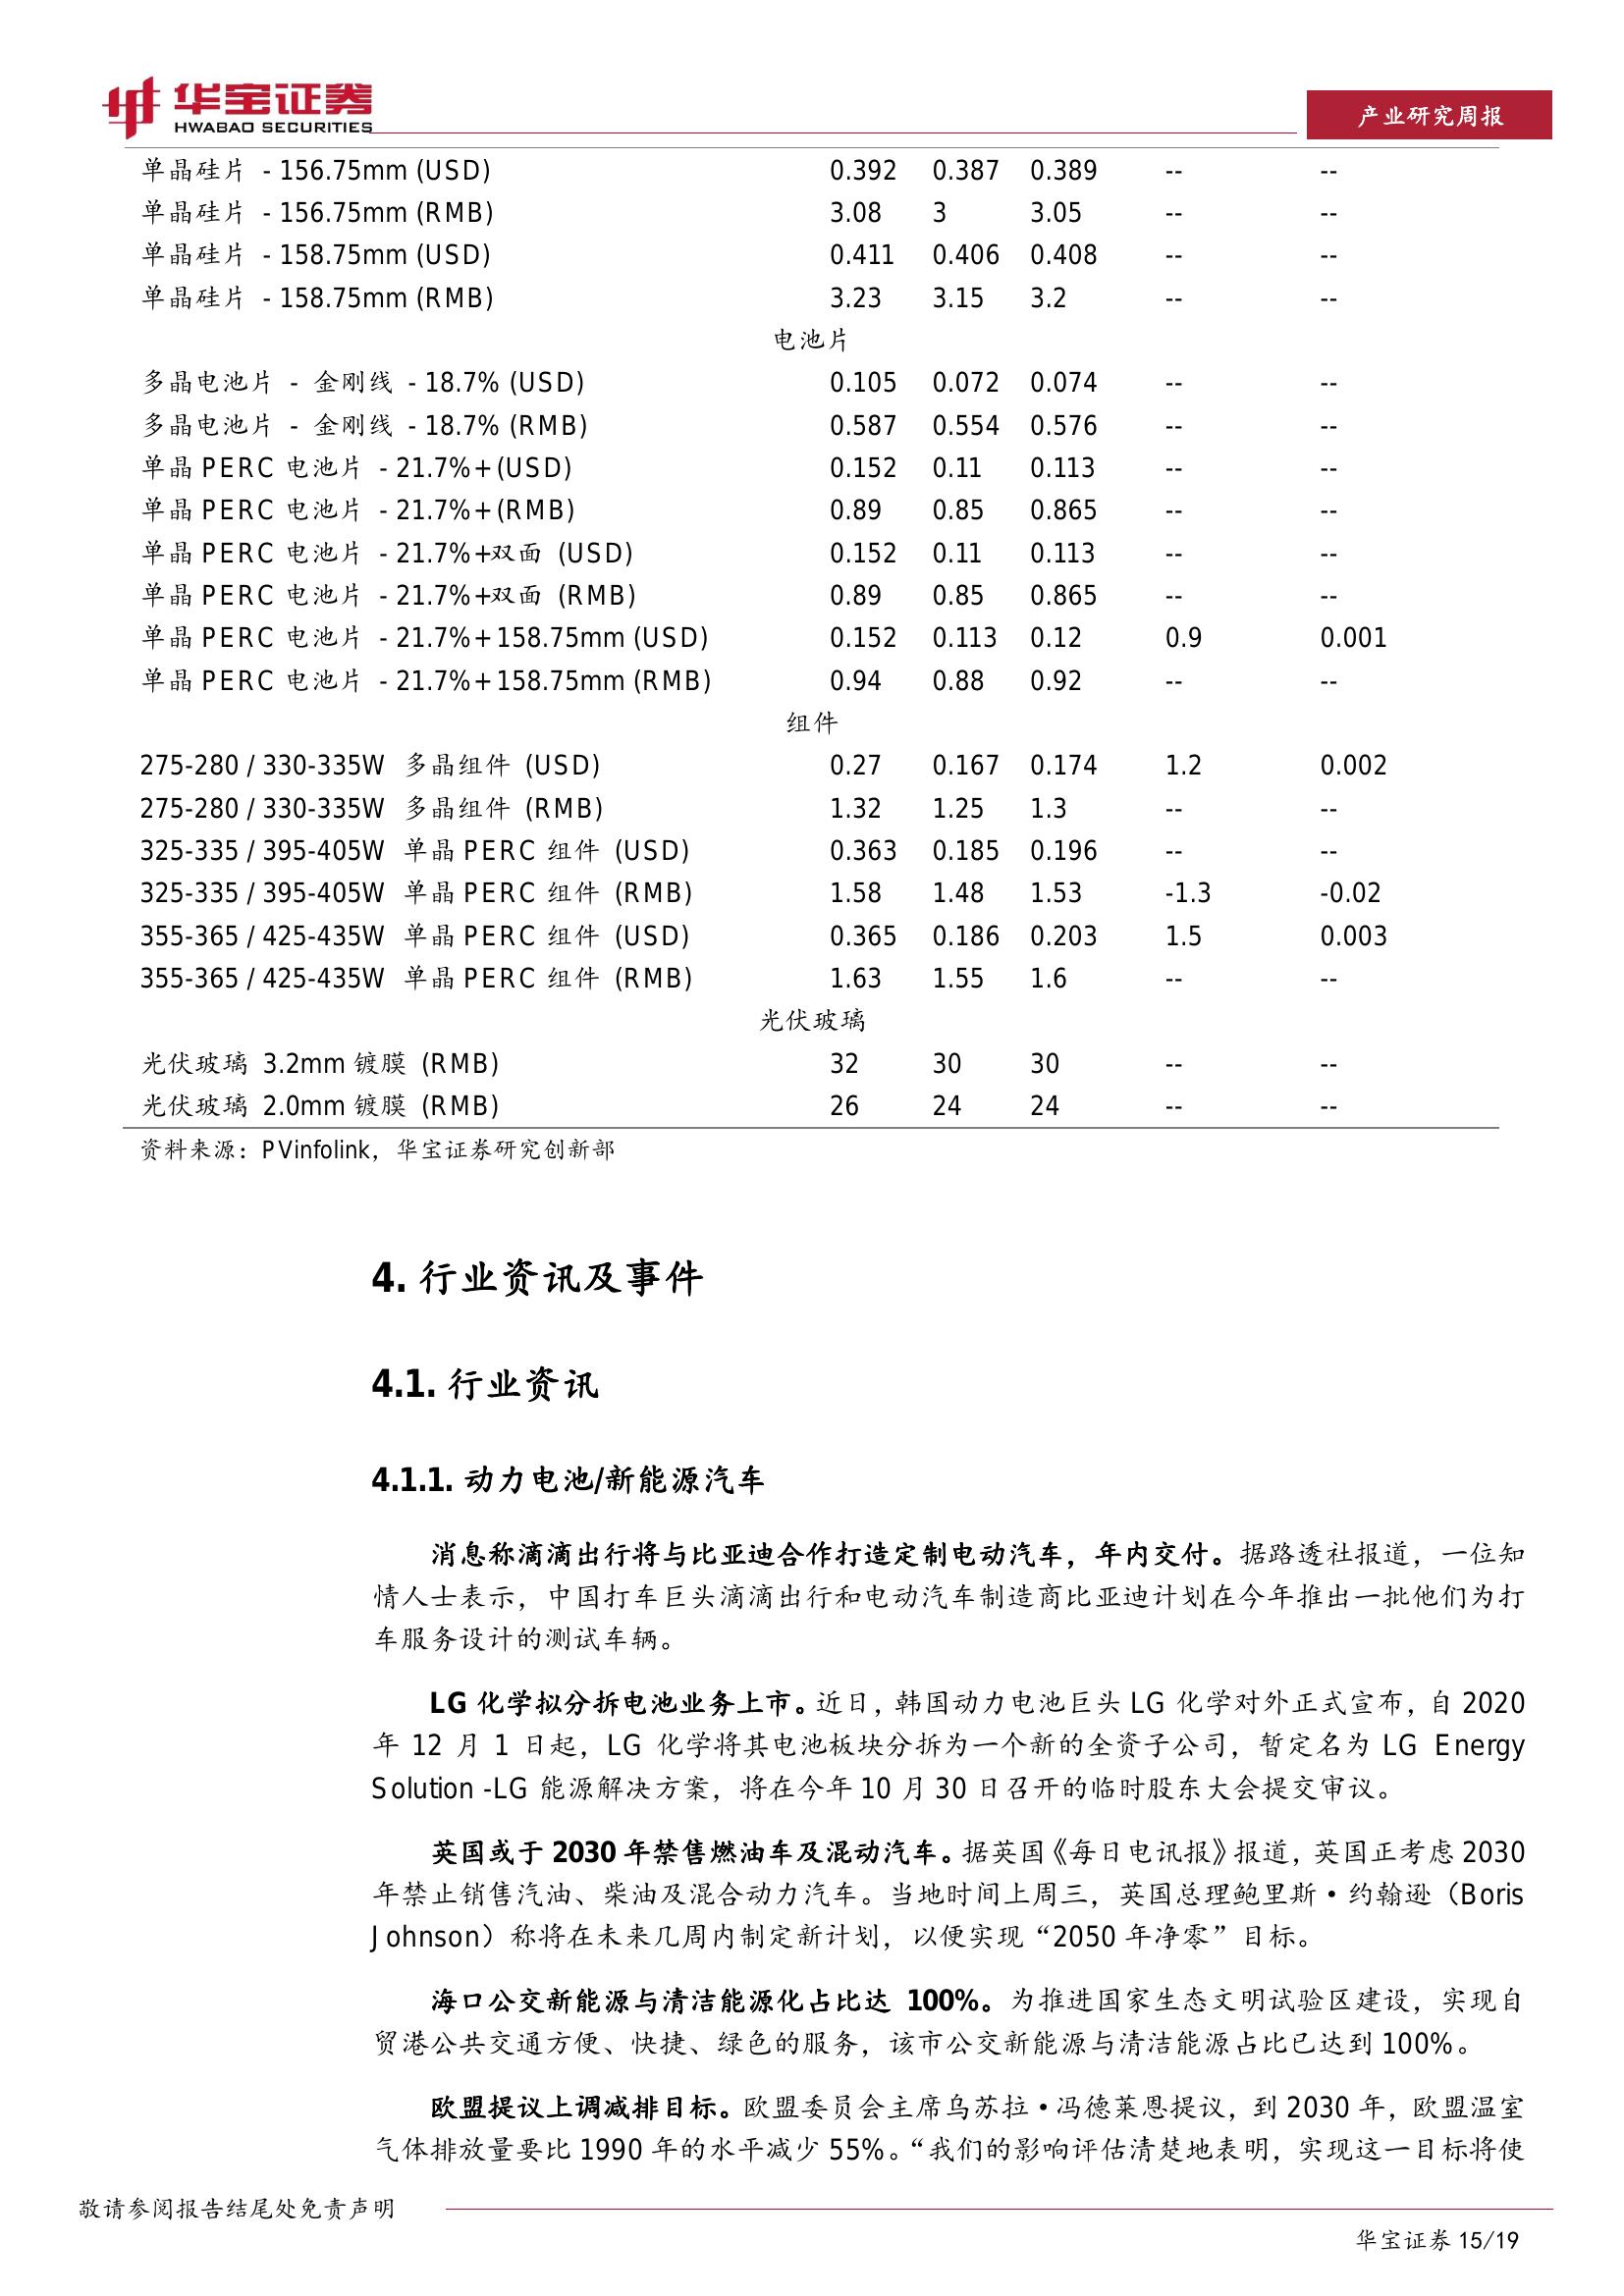 华宝证券
HWABAO SECURITIES
产业研究周报
单晶硅片 - 156.75mm (USD) 0.392 0.387 0.389 -- --
单晶硅片 - 156.75mm (RMB) 3.08 3 3.05 -- --
单晶硅片 - 158.75mm (USD) 0.411 0.406 0.408 -- --
单晶硅片 - 158.75mm (RMB) 3.23 3.15 3.2 -- --
电池片
多晶电池片 - 金刚线 - 18.7% (USD) 0.105 0.072 0.074 -- --
多晶电池片 - 金刚线 - 18.7% (RMB) 0.587 0.554 0.576 -- --
单晶 PERC 电池片 - 21.7%+ (USD) 0.152 0.11 0.113 -- --
单晶 PERC 电池片 - 21.7%+ (RMB) 0.89 0.85 0.865 -- --
单晶 PERC 电池片 - 21.7%+双面 (USD) 0.152 0.11 0.113 -- --
单晶 PERC 电池片 - 21.7%+双面 (RMB) 0.89 0.85 0.865 -- --
单晶 PERC 电池片 - 21.7%+ 158.75mm (USD) 0.152 0.113 0.12 0.9 0.001
单晶 PERC 电池片 - 21.7%+ 158.75mm (RMB) 0.94 0.88 0.92 -- --
组件
275-280 / 330-335W 多晶组件 (USD) 0.27 0.167 0.174 1.2 0.002
275-280 / 330-335W 多晶组件 (RMB) 1.32 1.25 1.3 -- --
325-335 / 395-405W 单晶 PERC 组件 (USD) 0.363 0.185 0.196 -- --
325-335 / 395-405W 单晶 PERC 组件 (RMB) 1.58 1.48 1.53 -1.3 -0.02
355-365 / 425-435W 单晶 PERC 组件 (USD) 0.365 0.186 0.203 1.5 0.003
355-365 / 425-435W 单晶 PERC 组件 (RMB) 1.63 1.55 1.6 -- --
光伏玻璃
光伏玻璃 3.2mm 镀膜 (RMB) 32 30 30 -- --
光伏玻璃 2.0mm 镀膜 (RMB) 26 24 24 -- --
资料来源：PVinfolink，华宝证券研究创新部
4. 行业资讯及事件
4.1. 行业资讯
4.1.1. 动力电池/新能源汽车
消息称滴滴出行将与比亚迪合作打造定制电动汽车，年内交付。据路透社报道，一位知
情人士表示，中国打车巨头滴滴出行和电动汽车制造商比亚迪计划在今年推出一批他们为打
车服务设计的测试车辆。
LG 化学拟分拆电池业务上市。近日，韩国动力电池巨头 LG 化学对外正式宣布，自 2020
年 12 月 1 日起，LG 化学将其电池板块分拆为一个新的全资子公司，暂定名为 LG Energy
Solution -LG 能源解决方案，将在今年 10 月 30 日召开的临时股东大会提交审议。
英国或于 2030 年禁售燃油车及混动汽车。据英国《每日电讯报》报道，英国正考虑 2030
年禁止销售汽油、柴油及混合动力汽车。当地时间上周三，英国总理鲍里斯·约翰逊（Boris
Johnson）称将在未来几周内制定新计划，以便实现“2050 年净零”目标。
海口公交新能源与清洁能源化占比达 100%。为推进国家生态文明试验区建设，实现自
贸港公共交通方便、快捷、绿色的服务，该市公交新能源与清洁能源占比已达到 100%。
欧盟提议上调减排目标。欧盟委员会主席乌苏拉·冯德莱恩提议，到 2030 年，欧盟温室
气体排放量要比 1990 年的水平减少 55%。“我们的影响评估清楚地表明，实现这一目标将使
敬请参阅报告结尾处免责声明
华宝证券 15/19